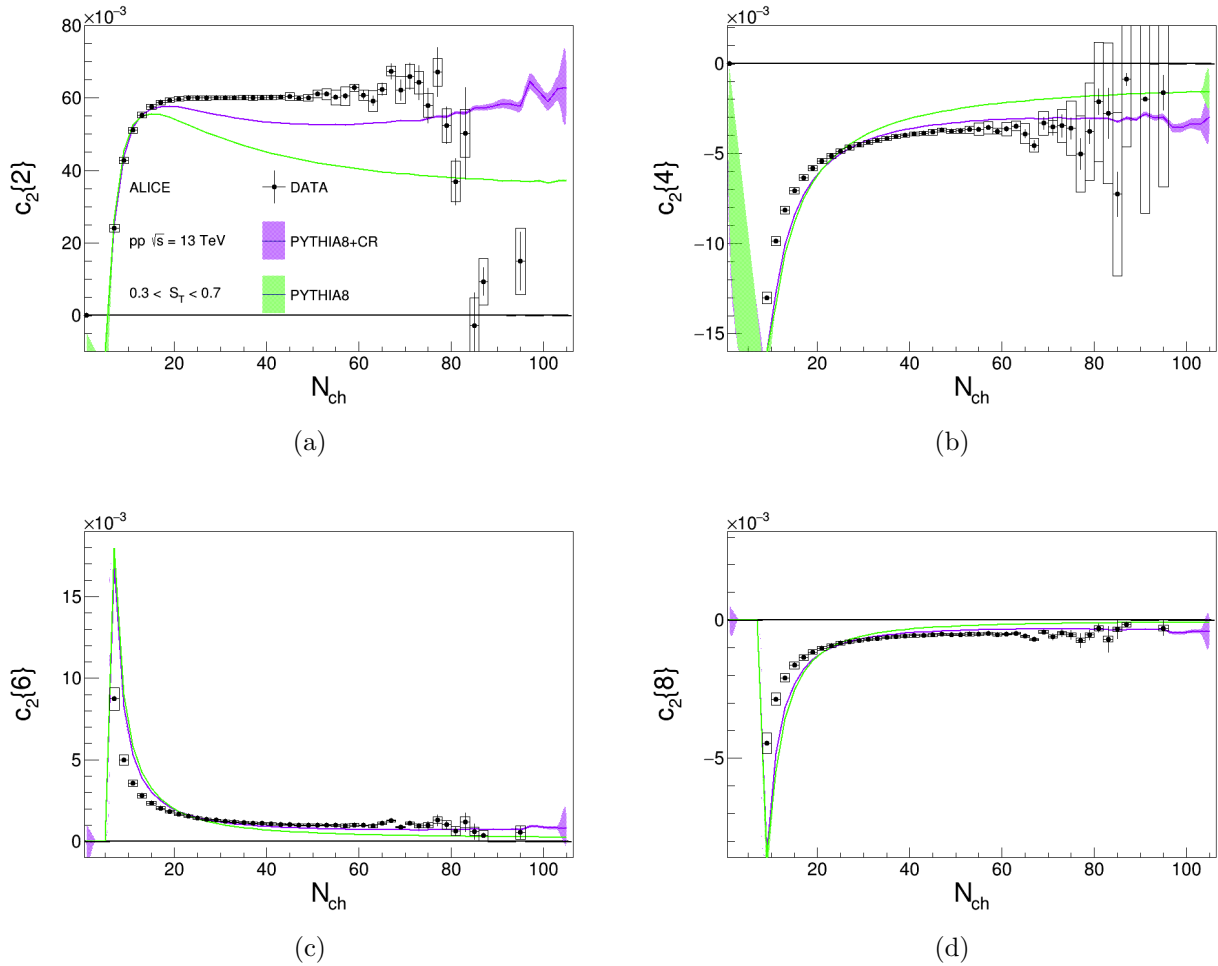 ×10⁻³
80
60
40
20
0
c₂{2}
ALICE
DATA
pp √s = 13 TeV
PYTHIA8+CR
0.3 < S_T < 0.7
PYTHIA8
20 40 60 80 100
N_ch
(a)
×10⁻³
0
−5
−10
−15
c₂{4}
20 40 60 80 100
N_ch
(b)
×10⁻³
15
10
5
0
c₂{6}
20 40 60 80 100
N_ch
(c)
×10⁻³
0
−5
c₂{8}
20 40 60 80 100
N_ch
(d)